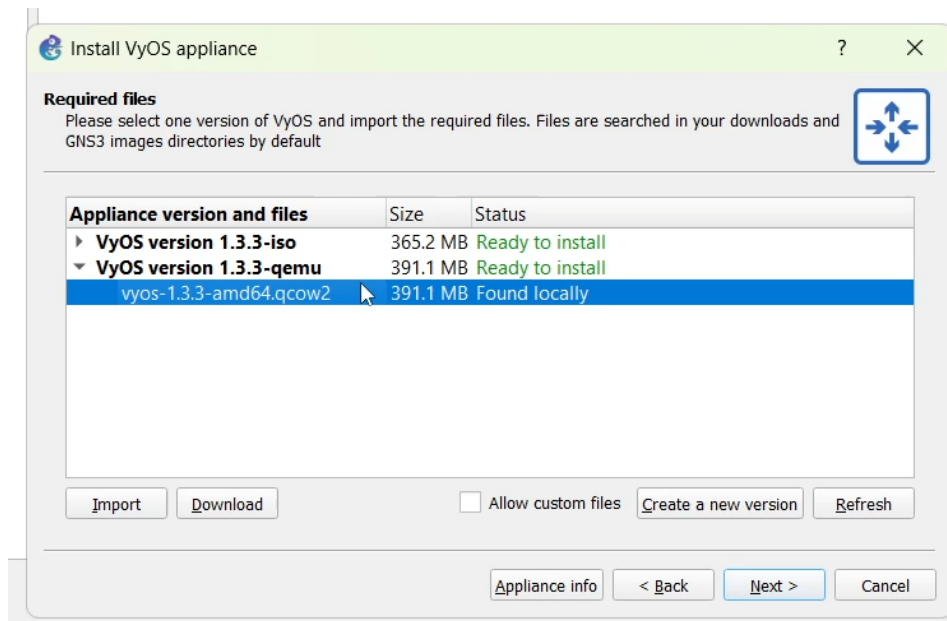 Install VyOS appliance ?
Required files
Please select one version of VyOS and import the required files. Files are searched in your downloads and
GNS3 images directories by default
Appliance version and files Size Status
VyOS version 1.3.3-iso 365.2 MB Ready to install
VyOS version 1.3.3-qemu 391.1 MB Ready to install
vyos-1.3.3-amd64.qcow2 391.1 MB Found locally
Import Download Allow custom files Create a new version Refresh
Appliance info < Back Next > Cancel